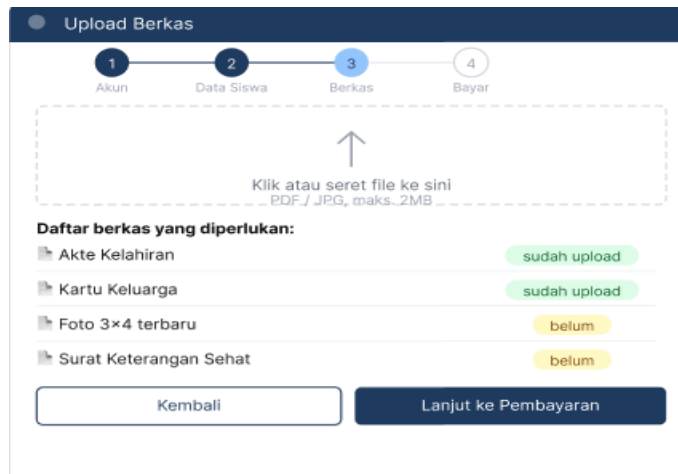 Upload Berkas
1 2 3 4
Akun Data Siswa Berkas Bayar
Klik atau seret file ke sini
PDF / JPG, maks. 2MB
Daftar berkas yang diperlukan:
Akte Kelahiran sudah upload
Kartu Keluarga sudah upload
Foto 3×4 terbaru belum
Surat Keterangan Sehat belum
Kembali Lanjut ke Pembayaran